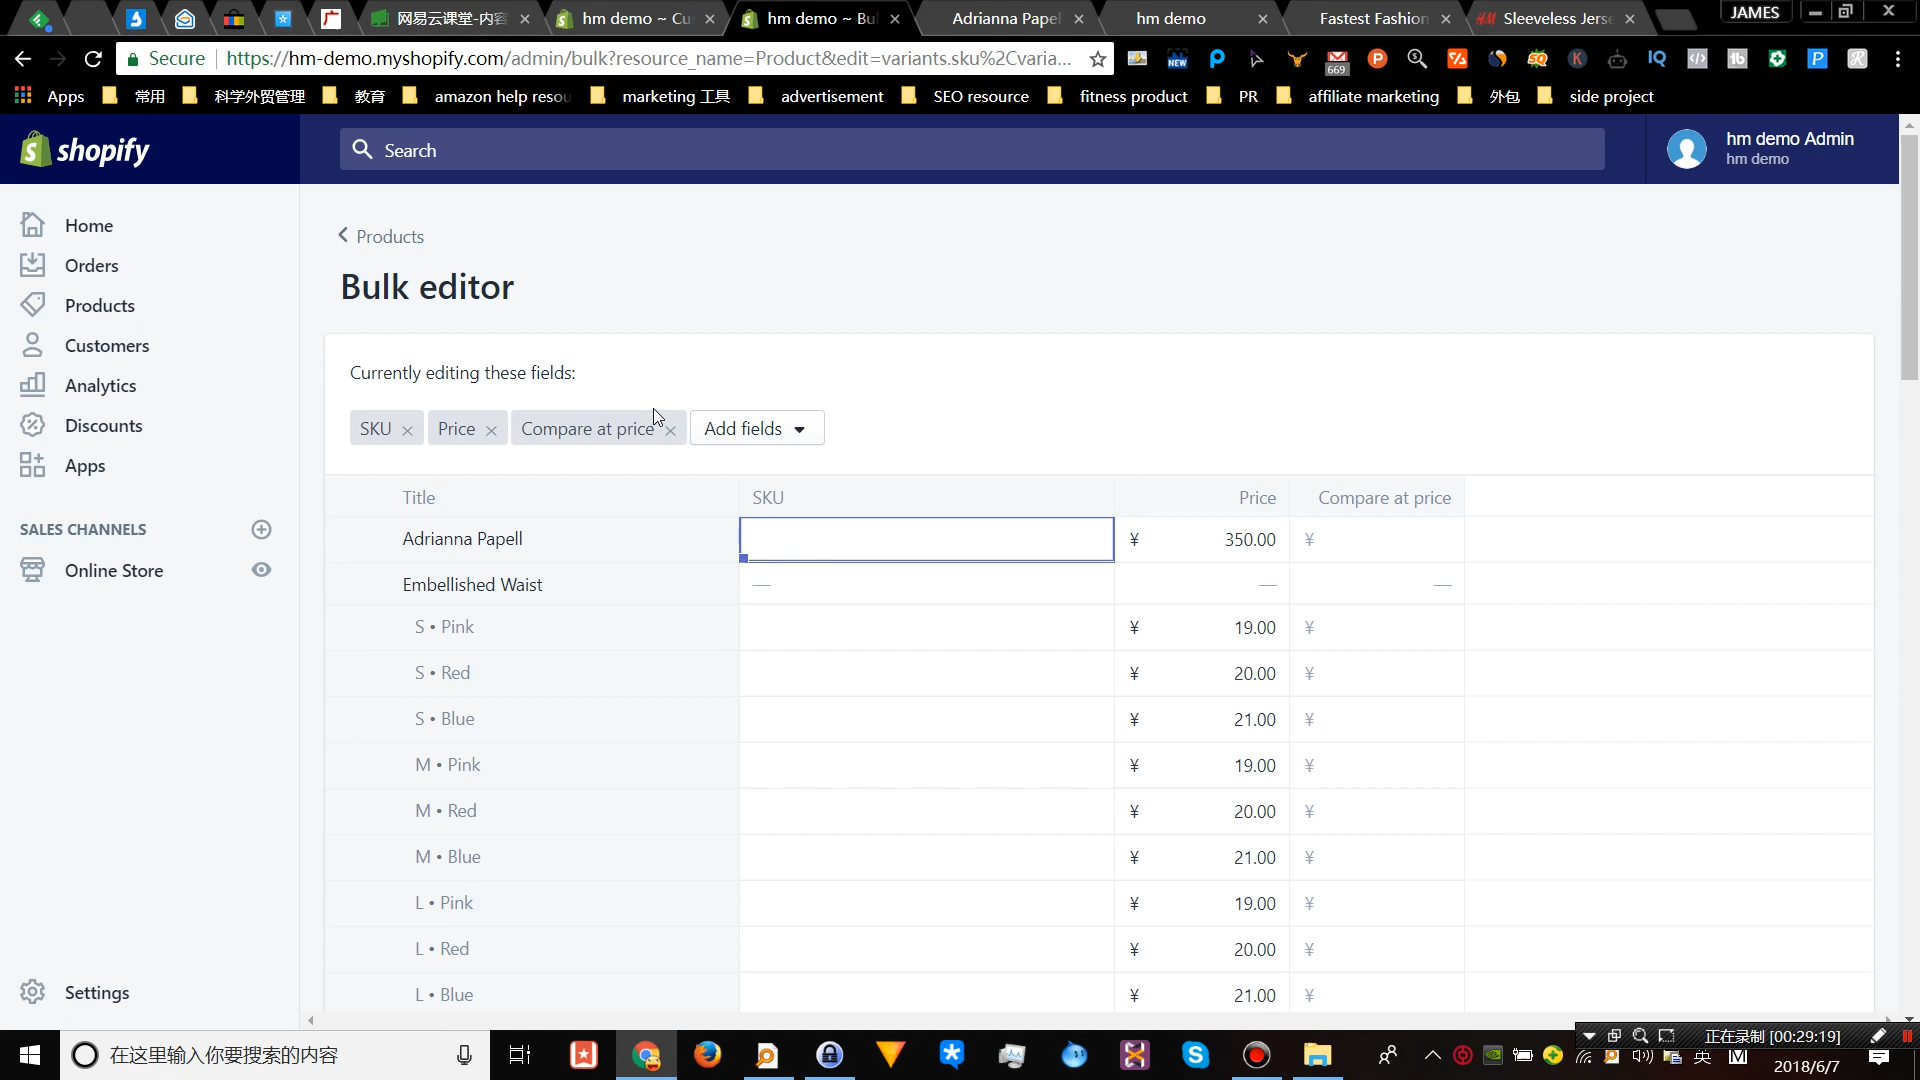 网易云课堂-内容
hm demo ~ Cu
hm demo ~ Bul
Adrianna Papel
hm demo
Fastest Fashion
H&M Sleeveless Jerse
JAMES
Secure https://hm-demo.myshopify.com/admin/bulk?resource_name=Product&edit=variants.sku%2Cvaria...
NEW
669
IQ
Apps 常用 科学外贸管理 教育 amazon help resou marketing 工具 advertisement SEO resource fitness product PR affiliate marketing 外包 side project
shopify
Search
hm demo Admin
hm demo
Home
Orders
Products
Customers
Analytics
Discounts
Apps
SALES CHANNELS
Online Store
Settings
Products
Bulk editor
Currently editing these fields:
SKU × Price × Compare at price × Add fields
Title SKU Price Compare at price
Adrianna Papell ¥ 350.00 ¥
Embellished Waist — — —
S • Pink ¥ 19.00 ¥
S • Red ¥ 20.00 ¥
S • Blue ¥ 21.00 ¥
M • Pink ¥ 19.00 ¥
M • Red ¥ 20.00 ¥
M • Blue ¥ 21.00 ¥
L • Pink ¥ 19.00 ¥
L • Red ¥ 20.00 ¥
L • Blue ¥ 21.00 ¥
正在录制 [00:29:19]
在这里输入你要搜索的内容
英 M
2018/6/7